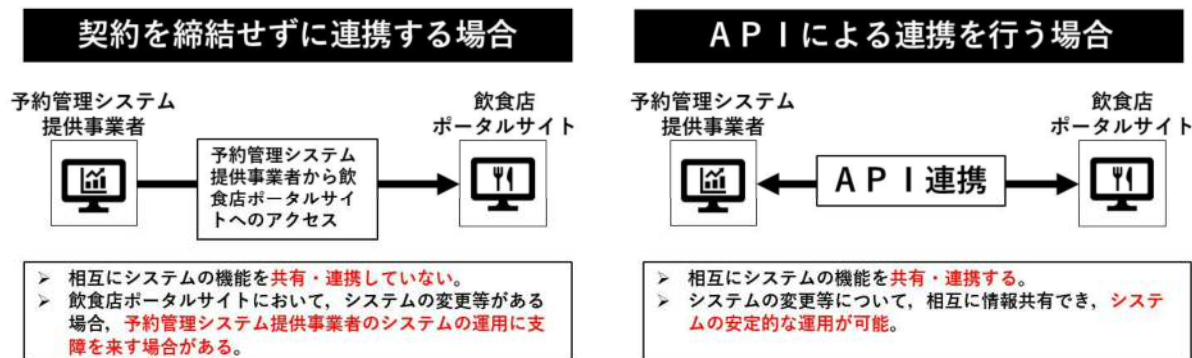 契約を締結せずに連携する場合
予約管理システム
提供事業者
飲食店
ポータルサイト
予約管理システム
提供事業者から飲
食店ポータルサイ
トへのアクセス
➢ 相互にシステムの機能を共有・連携していない。
➢ 飲食店ポータルサイトにおいて，システムの変更等がある
場合，予約管理システム提供事業者のシステムの運用に支
障を来す場合がある。
ＡＰＩによる連携を行う場合
予約管理システム
提供事業者
飲食店
ポータルサイト
ＡＰＩ連携
➢ 相互にシステムの機能を共有・連携する。
➢ システムの変更等について，相互に情報共有でき，システ
ムの安定的な運用が可能。